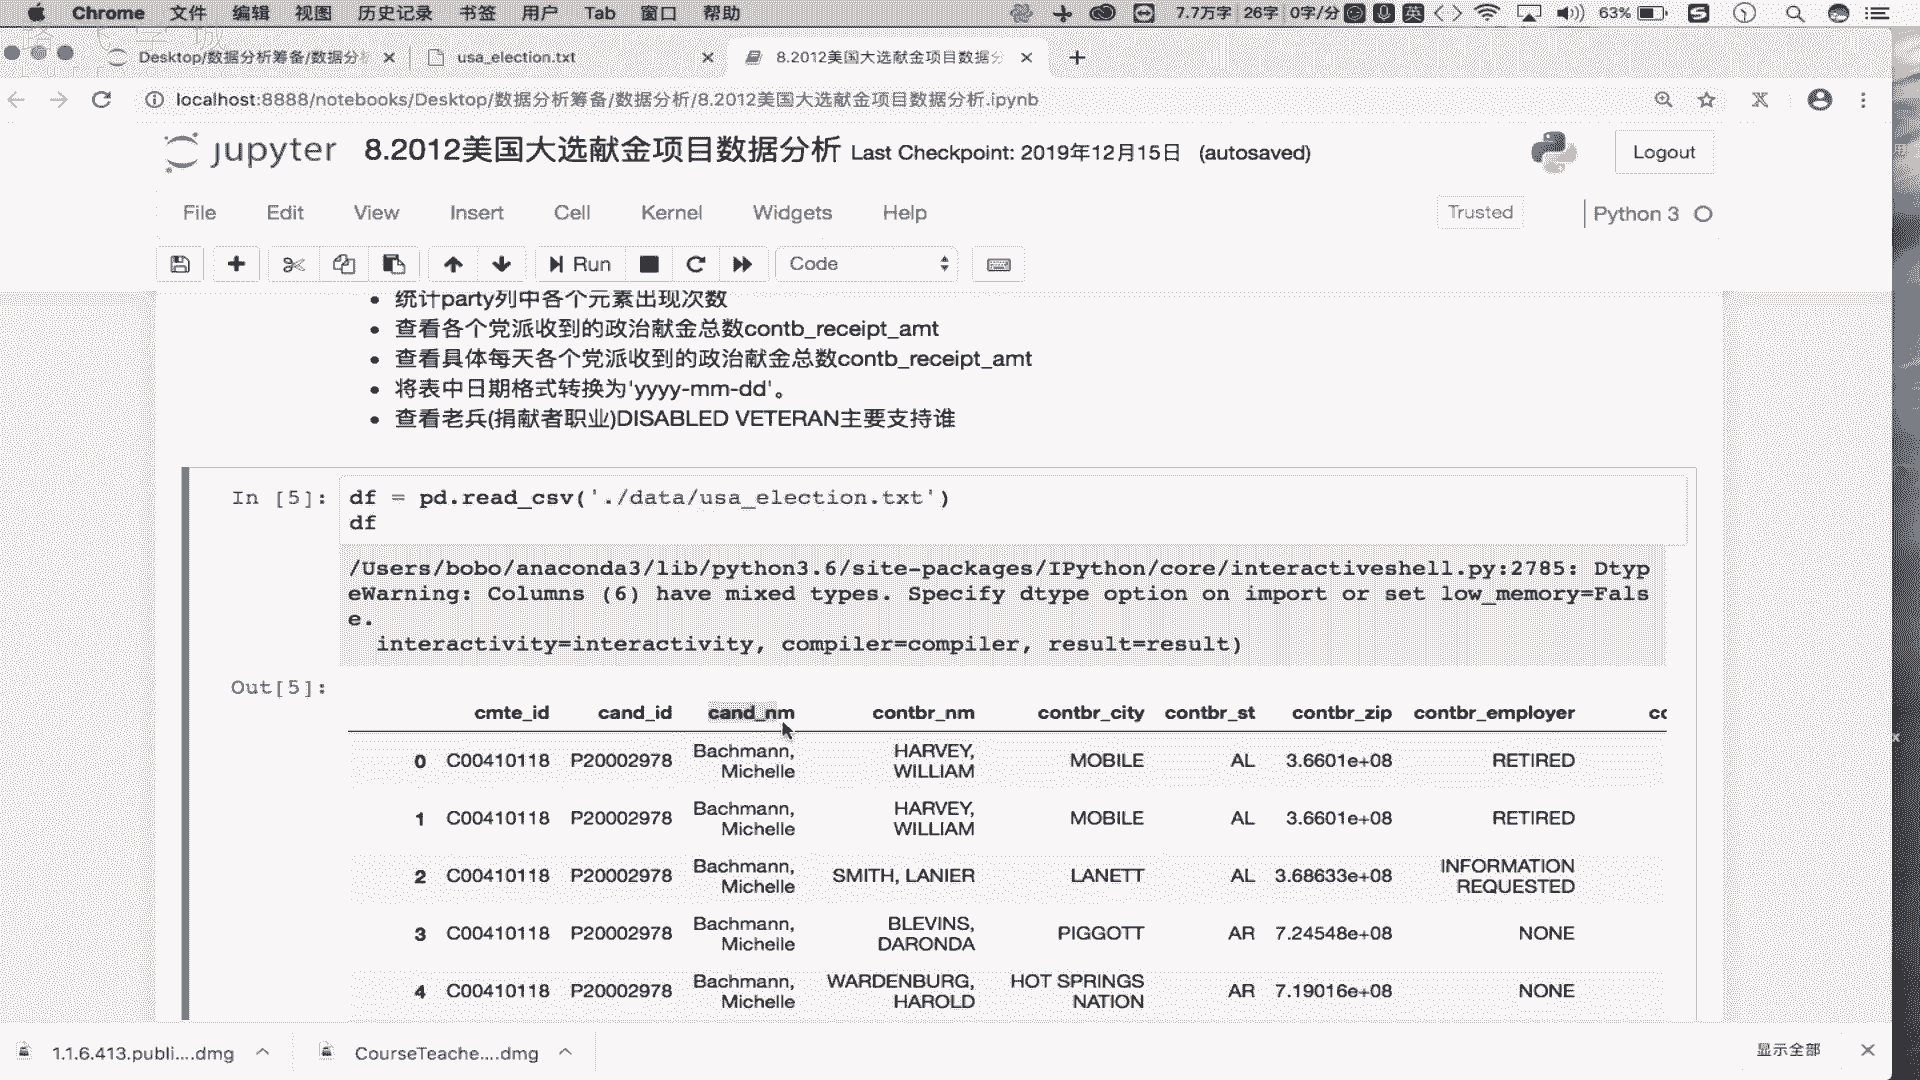 Chrome 文件 编辑 视图 历史记录 书签 用户 Tab 窗口 帮助 7.7万字 26字 0字/分 英 63%
Desktop/数据分析筹备/数据分 usa_election.txt 8.2012美国大选献金项目数据分
localhost:8888/notebooks/Desktop/数据分析筹备/数据分析/8.2012美国大选献金项目数据分析.ipynb
jupyter 8.2012美国大选献金项目数据分析 Last Checkpoint: 2019年12月15日 (autosaved) Logout
File Edit View Insert Cell Kernel Widgets Help Trusted Python 3
Run Code
统计party列中各个元素出现次数
查看各个党派收到的政治献金总数contb_receipt_amt
查看具体每天各个党派收到的政治献金总数contb_receipt_amt
将表中日期格式转换为'yyyy-mm-dd'。
查看老兵(捐献者职业)DISABLED VETERAN主要支持谁
In [5]: df = pd.read_csv('./data/usa_election.txt')
df
/Users/bobo/anaconda3/lib/python3.6/site-packages/IPython/core/interactiveshell.py:2785: Dtyp
eWarning: Columns (6) have mixed types. Specify dtype option on import or set low_memory=Fals
e.
interactivity=interactivity, compiler=compiler, result=result)
Out[5]:
cmte_id cand_id cand_nm contbr_nm contbr_city contbr_st contbr_zip contbr_employer
0 C00410118 P20002978 Bachmann, Michelle HARVEY, WILLIAM MOBILE AL 3.6601e+08 RETIRED
1 C00410118 P20002978 Bachmann, Michelle HARVEY, WILLIAM MOBILE AL 3.6601e+08 RETIRED
2 C00410118 P20002978 Bachmann, Michelle SMITH, LANIER LANETT AL 3.68633e+08 INFORMATION REQUESTED
3 C00410118 P20002978 Bachmann, Michelle BLEVINS, DARONDA PIGGOTT AR 7.24548e+08 NONE
4 C00410118 P20002978 Bachmann, Michelle WARDENBURG, HAROLD HOT SPRINGS NATION AR 7.19016e+08 NONE
1.1.6.413.publi....dmg CourseTeache....dmg 显示全部